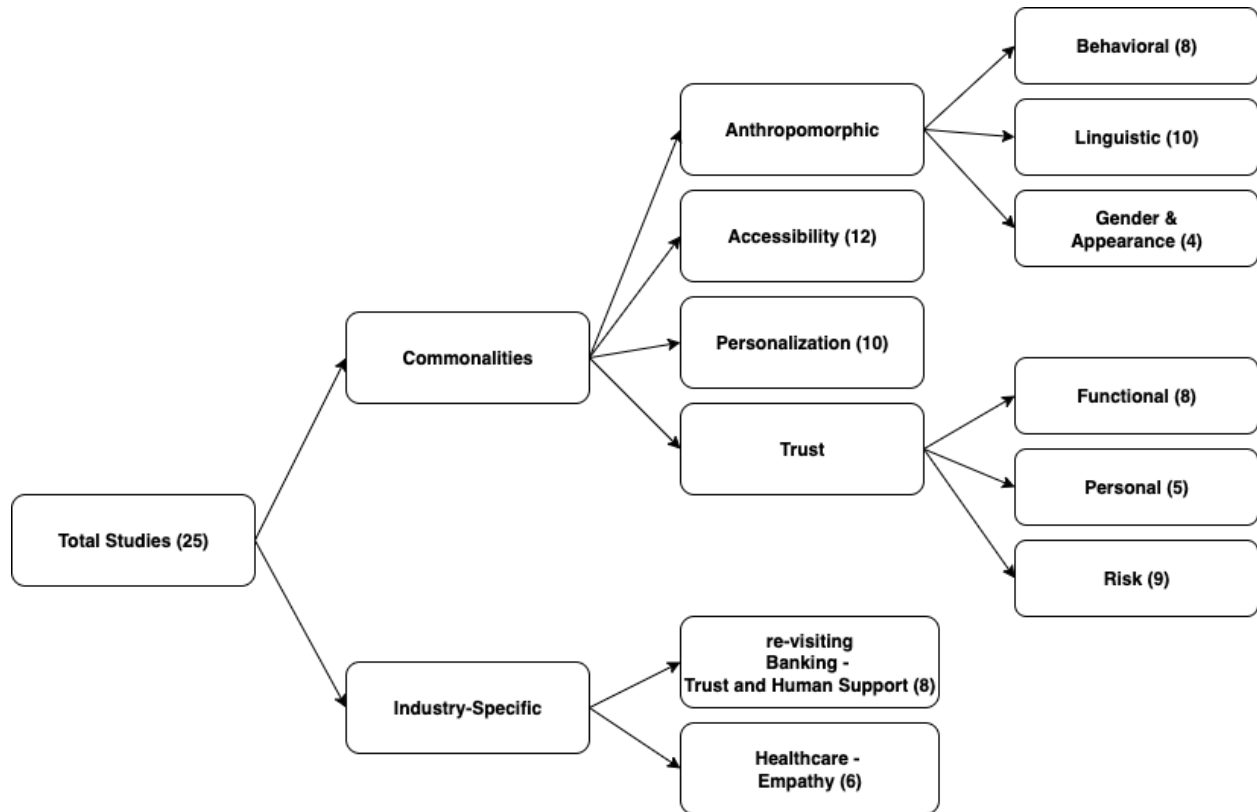 Behavioral (8)
Anthropomorphic
Linguistic (10)
Gender &
Appearance (4)
Accessibility (12)
Personalization (10)
Commonalities
Functional (8)
Trust
Personal (5)
Total Studies (25)
Risk (9)
re-visiting
Banking -
Trust and Human Support (8)
Industry-Specific
Healthcare -
Empathy (6)